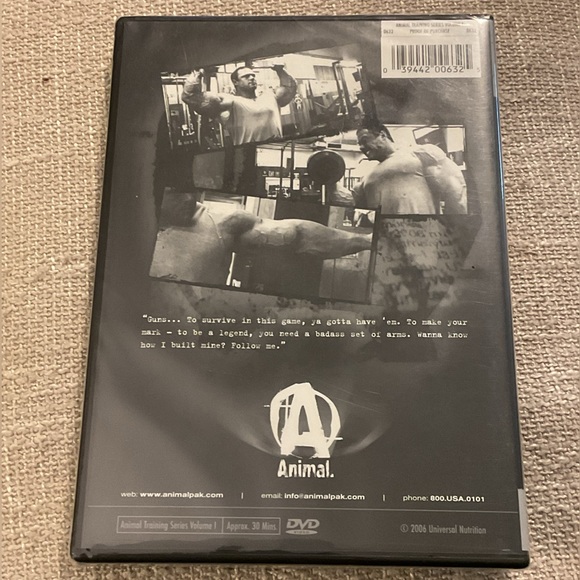 0 39442 00632 5
"Guns... To survive in this game, ya gotta have 'em. To make your
mark – to be a legend, you need a badass set of arms. Wanna know
how I built mine? Follow me."
A
Animal.
web: www.animalpak.com | email: info@animalpak.com | phone: 800.USA.0101
Animal Training Series Volume I Approx. 30 Mins. DVD VIDEO © 2006 Universal Nutrition